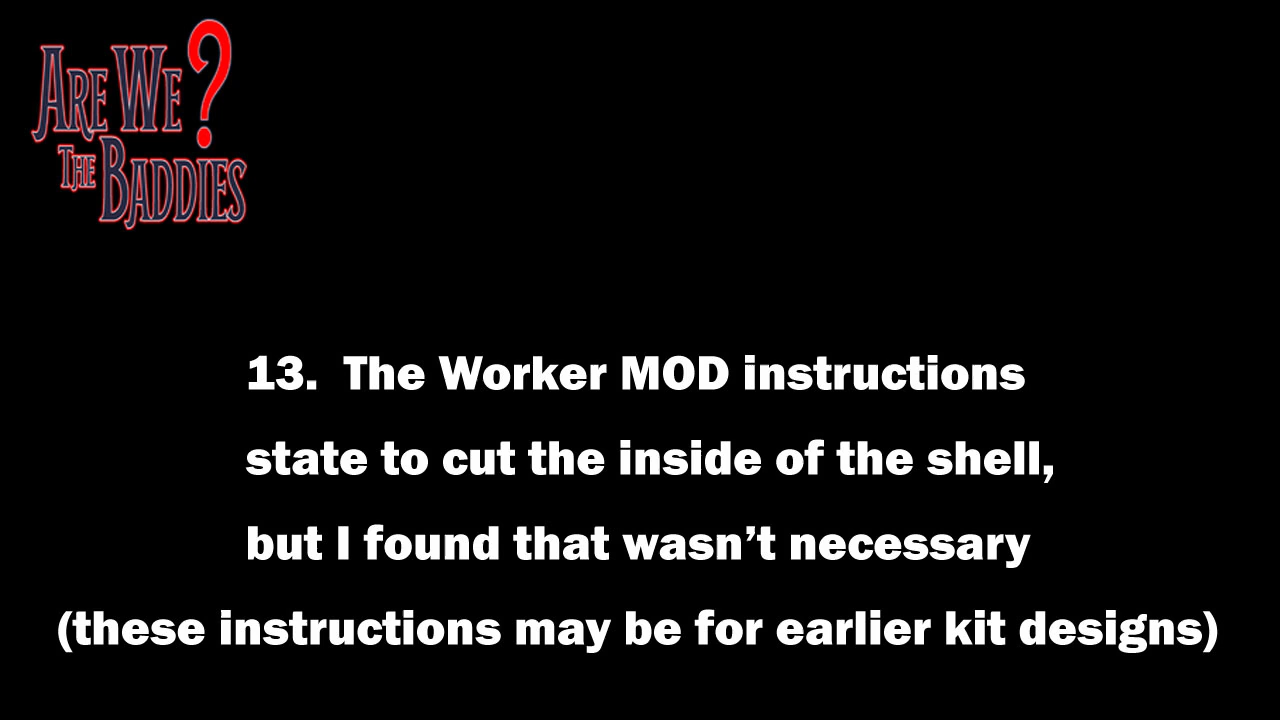 ARE WE?
THE BADDIES
13. The Worker MOD instructions
state to cut the inside of the shell,
but I found that wasn’t necessary
(these instructions may be for earlier kit designs)